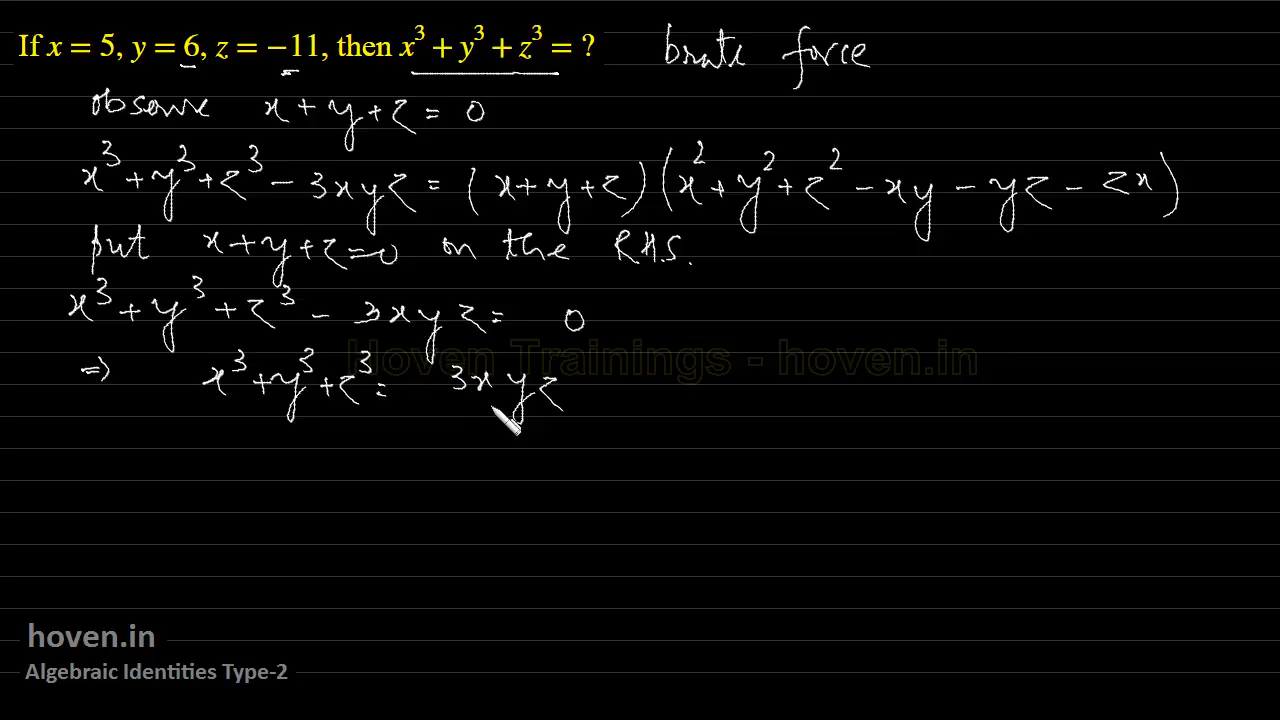 If x = 5, y = 6, z = −11, then x³ + y³ + z³ = ? brute force
observe x + y + z = 0
x³ + y³ + z³ − 3xyz = (x + y + z)(x² + y² + z² − xy − yz − zx)
put x + y + z = 0 on the R.H.S.
x³ + y³ + z³ − 3xyz = 0
⇒ x³ + y³ + z³ = 3xyz
Hoven Trainings - hoven.in
hoven.in
Algebraic Identities Type-2